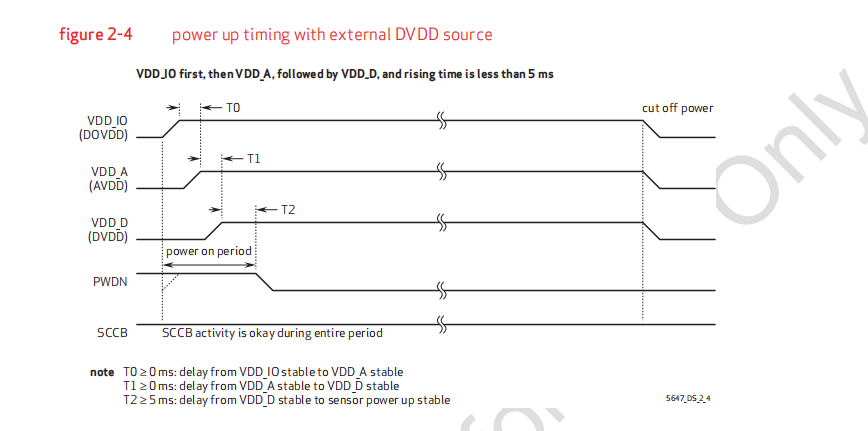 figure 2-4 power up timing with external DVDD source
VDD_IO first, then VDD_A, followed by VDD_D, and rising time is less than 5 ms
T0
cut off power
VDD_IO
(DOVDD)
T1
VDD_A
(AVDD)
T2
VDD_D
(DVDD)
power on period
PWDN
SCCB SCCB activity is okay during entire period
note T0 ≥ 0 ms: delay from VDD_IO stable to VDD_A stable
T1 ≥ 0 ms: delay from VDD_A stable to VDD_D stable
T2 ≥ 5 ms: delay from VDD_D stable to sensor power up stable
5647_DS_2_4
Only